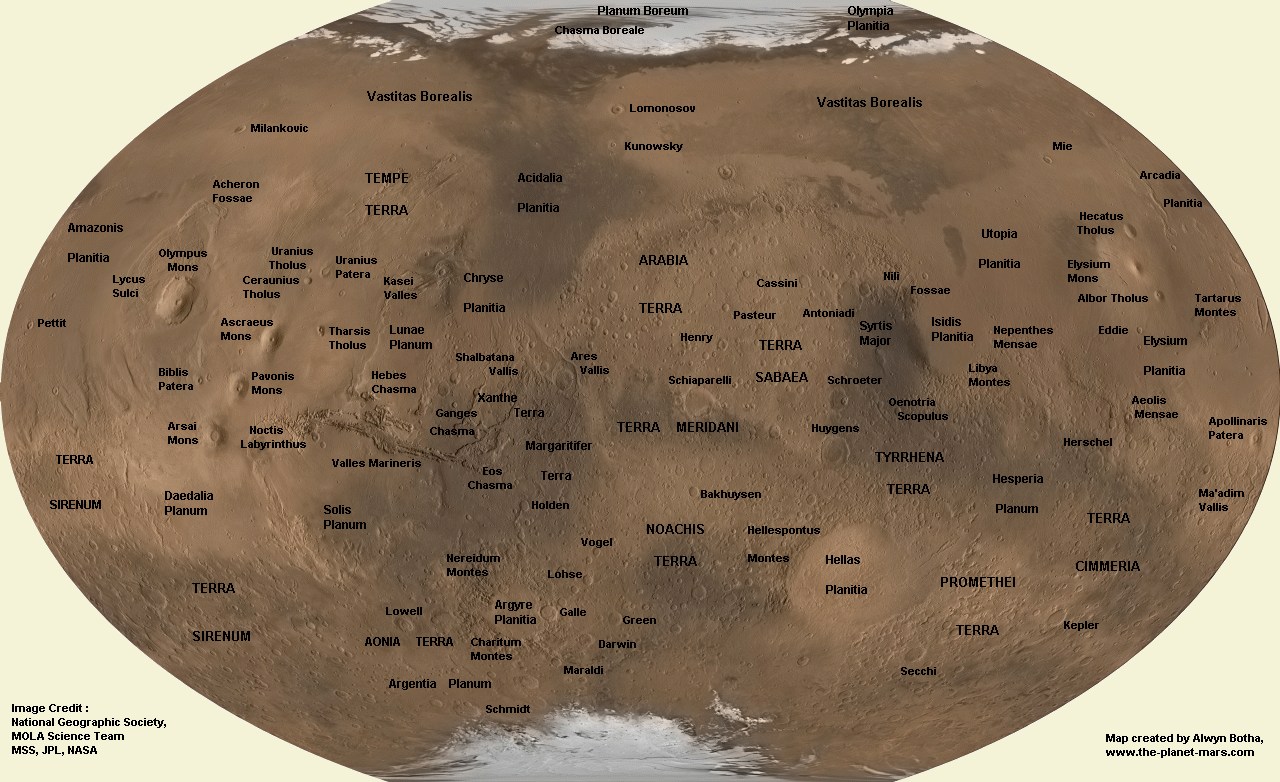 Planum Boreum
Olympia
Planitia
Chasma Boreale
Vastitas Borealis
Vastitas Borealis
Lomonosov
Milankovic
Kunowsky
Mie
TEMPE
TERRA
Acidalia
Planitia
Arcadia
Planitia
Acheron
Fossae
Amazonis
Planitia
Hecatus
Tholus
Utopia
Planitia
Olympus
Mons
Uranius
Tholus
Uranius
Patera
ARABIA
TERRA
Elysium
Mons
Lycus
Sulci
Ceraunius
Tholus
Kasei
Valles
Chryse
Planitia
Cassini
Nili
Fossae
Albor Tholus
Tartarus
Montes
Pettit
Ascraeus
Mons
Tharsis
Tholus
Lunae
Planum
Pasteur
Antoniadi
Syrtis
Major
Isidis
Planitia
Nepenthes
Mensae
Eddie
Elysium
Planitia
Henry
TERRA
SABAEA
Shalbatana
Vallis
Ares
Vallis
Biblis
Patera
Pavonis
Mons
Hebes
Chasma
Schiaparelli
Schroeter
Libya
Montes
Xanthe
Terra
Ganges
Chasma
Oenotria
Scopulus
Aeolis
Mensae
Apollinaris
Patera
Arsai
Mons
Noctis
Labyrinthus
TERRA MERIDANI
Huygens
Herschel
Margaritifer
Terra
TERRA
SIRENUM
Valles Marineris
Eos
Chasma
TYRRHENA
TERRA
Hesperia
Planum
Daedalia
Planum
Solis
Planum
Holden
Bakhuysen
Ma'adim
Vallis
TERRA
CIMMERIA
NOACHIS
TERRA
Hellespontus
Montes
Vogel
Nereidum
Montes
Lohse
Hellas
Planitia
PROMETHEI
TERRA
TERRA
SIRENUM
Lowell
Argyre
Planitia
Galle
Green
Kepler
AONIA TERRA
Charitum
Montes
Darwin
Maraldi
Secchi
Argentia Planum
Schmidt
Image Credit :
National Geographic Society,
MOLA Science Team
MSS, JPL, NASA
Map created by Alwyn Botha,
www.the-planet-mars.com